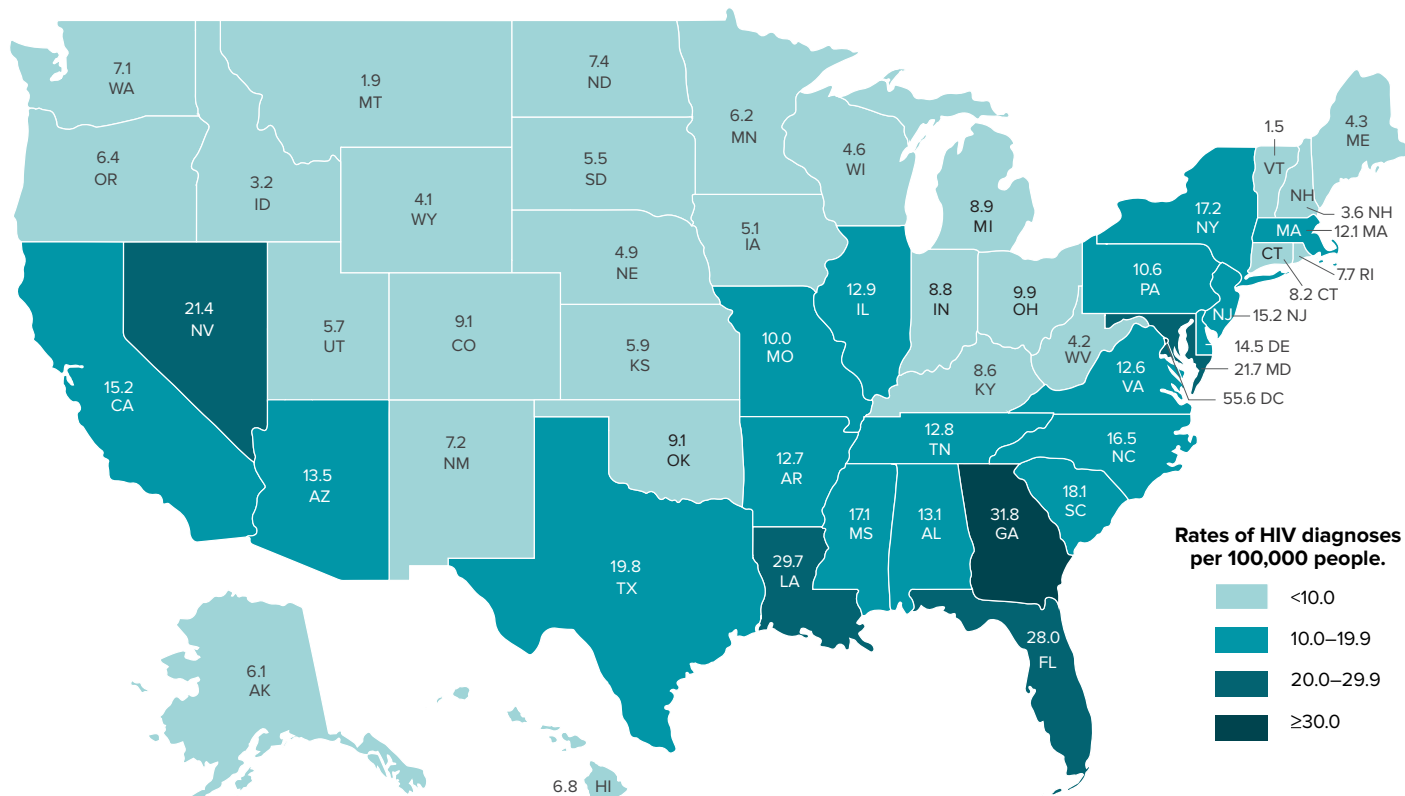 7.1
WA
1.9
MT
7.4
ND
6.2
MN
4.6
WI
8.9
MI
1.5
VT
4.3
ME
6.4
OR
3.2
ID
4.1
WY
5.5
SD
5.1
IA
17.2
NY
NH
3.6 NH
MA
12.1 MA
CT
7.7 RI
8.2 CT
21.4
NV
5.7
UT
9.1
CO
4.9
NE
5.9
KS
10.0
MO
12.9
IL
8.8
IN
9.9
OH
10.6
PA
NJ
15.2 NJ
14.5 DE
21.7 MD
55.6 DC
4.2
WV
12.6
VA
8.6
KY
15.2
CA
13.5
AZ
7.2
NM
9.1
OK
12.7
AR
12.8
TN
16.5
NC
18.1
SC
17.1
MS
13.1
AL
31.8
GA
19.8
TX
29.7
LA
28.0
FL
6.1
AK
6.8 HI
Rates of HIV diagnoses
per 100,000 people.
<10.0
10.0–19.9
20.0–29.9
≥30.0